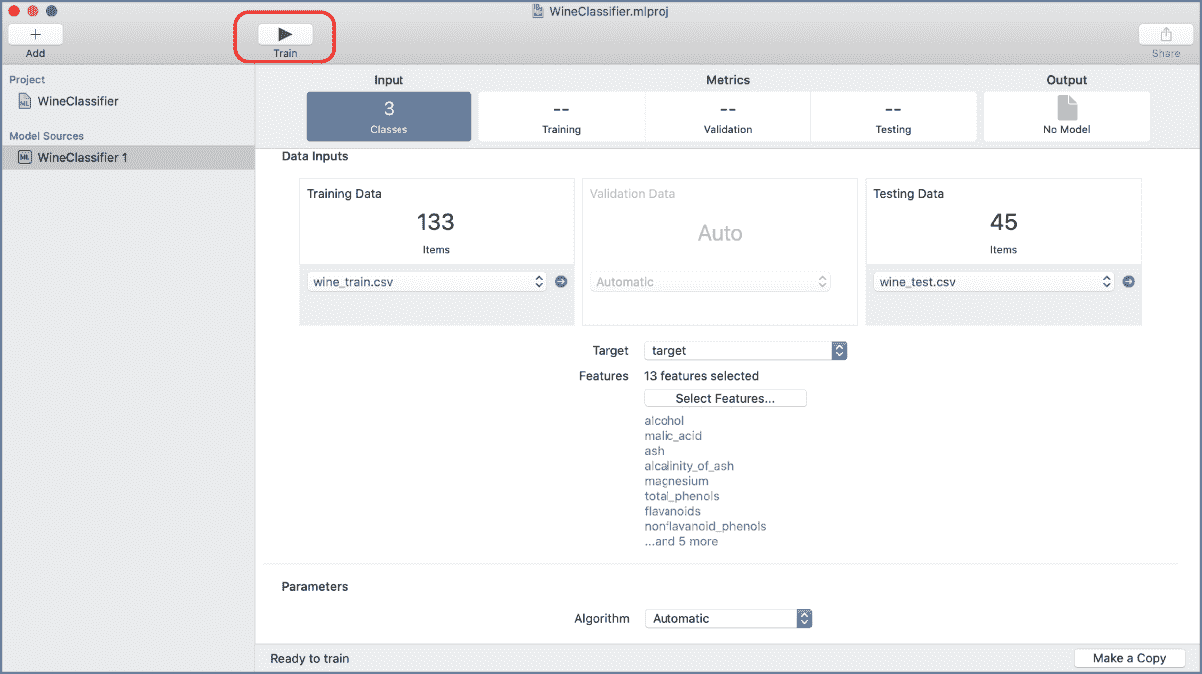 WineClassifier.mlproj
Add
Train
Share
Project
WineClassifier
Model Sources
ML WineClassifier 1
Input
Metrics
Output
3
Classes
--
Training
--
Validation
--
Testing
No Model
Data Inputs
Training Data
133
Items
wine_train.csv
Validation Data
Auto
Automatic
Testing Data
45
Items
wine_test.csv
Target target
Features 13 features selected
Select Features...
alcohol
malic_acid
ash
alcalinity_of_ash
magnesium
total_phenols
flavanoids
nonflavanoid_phenols
...and 5 more
Parameters
Algorithm Automatic
Ready to train
Make a Copy